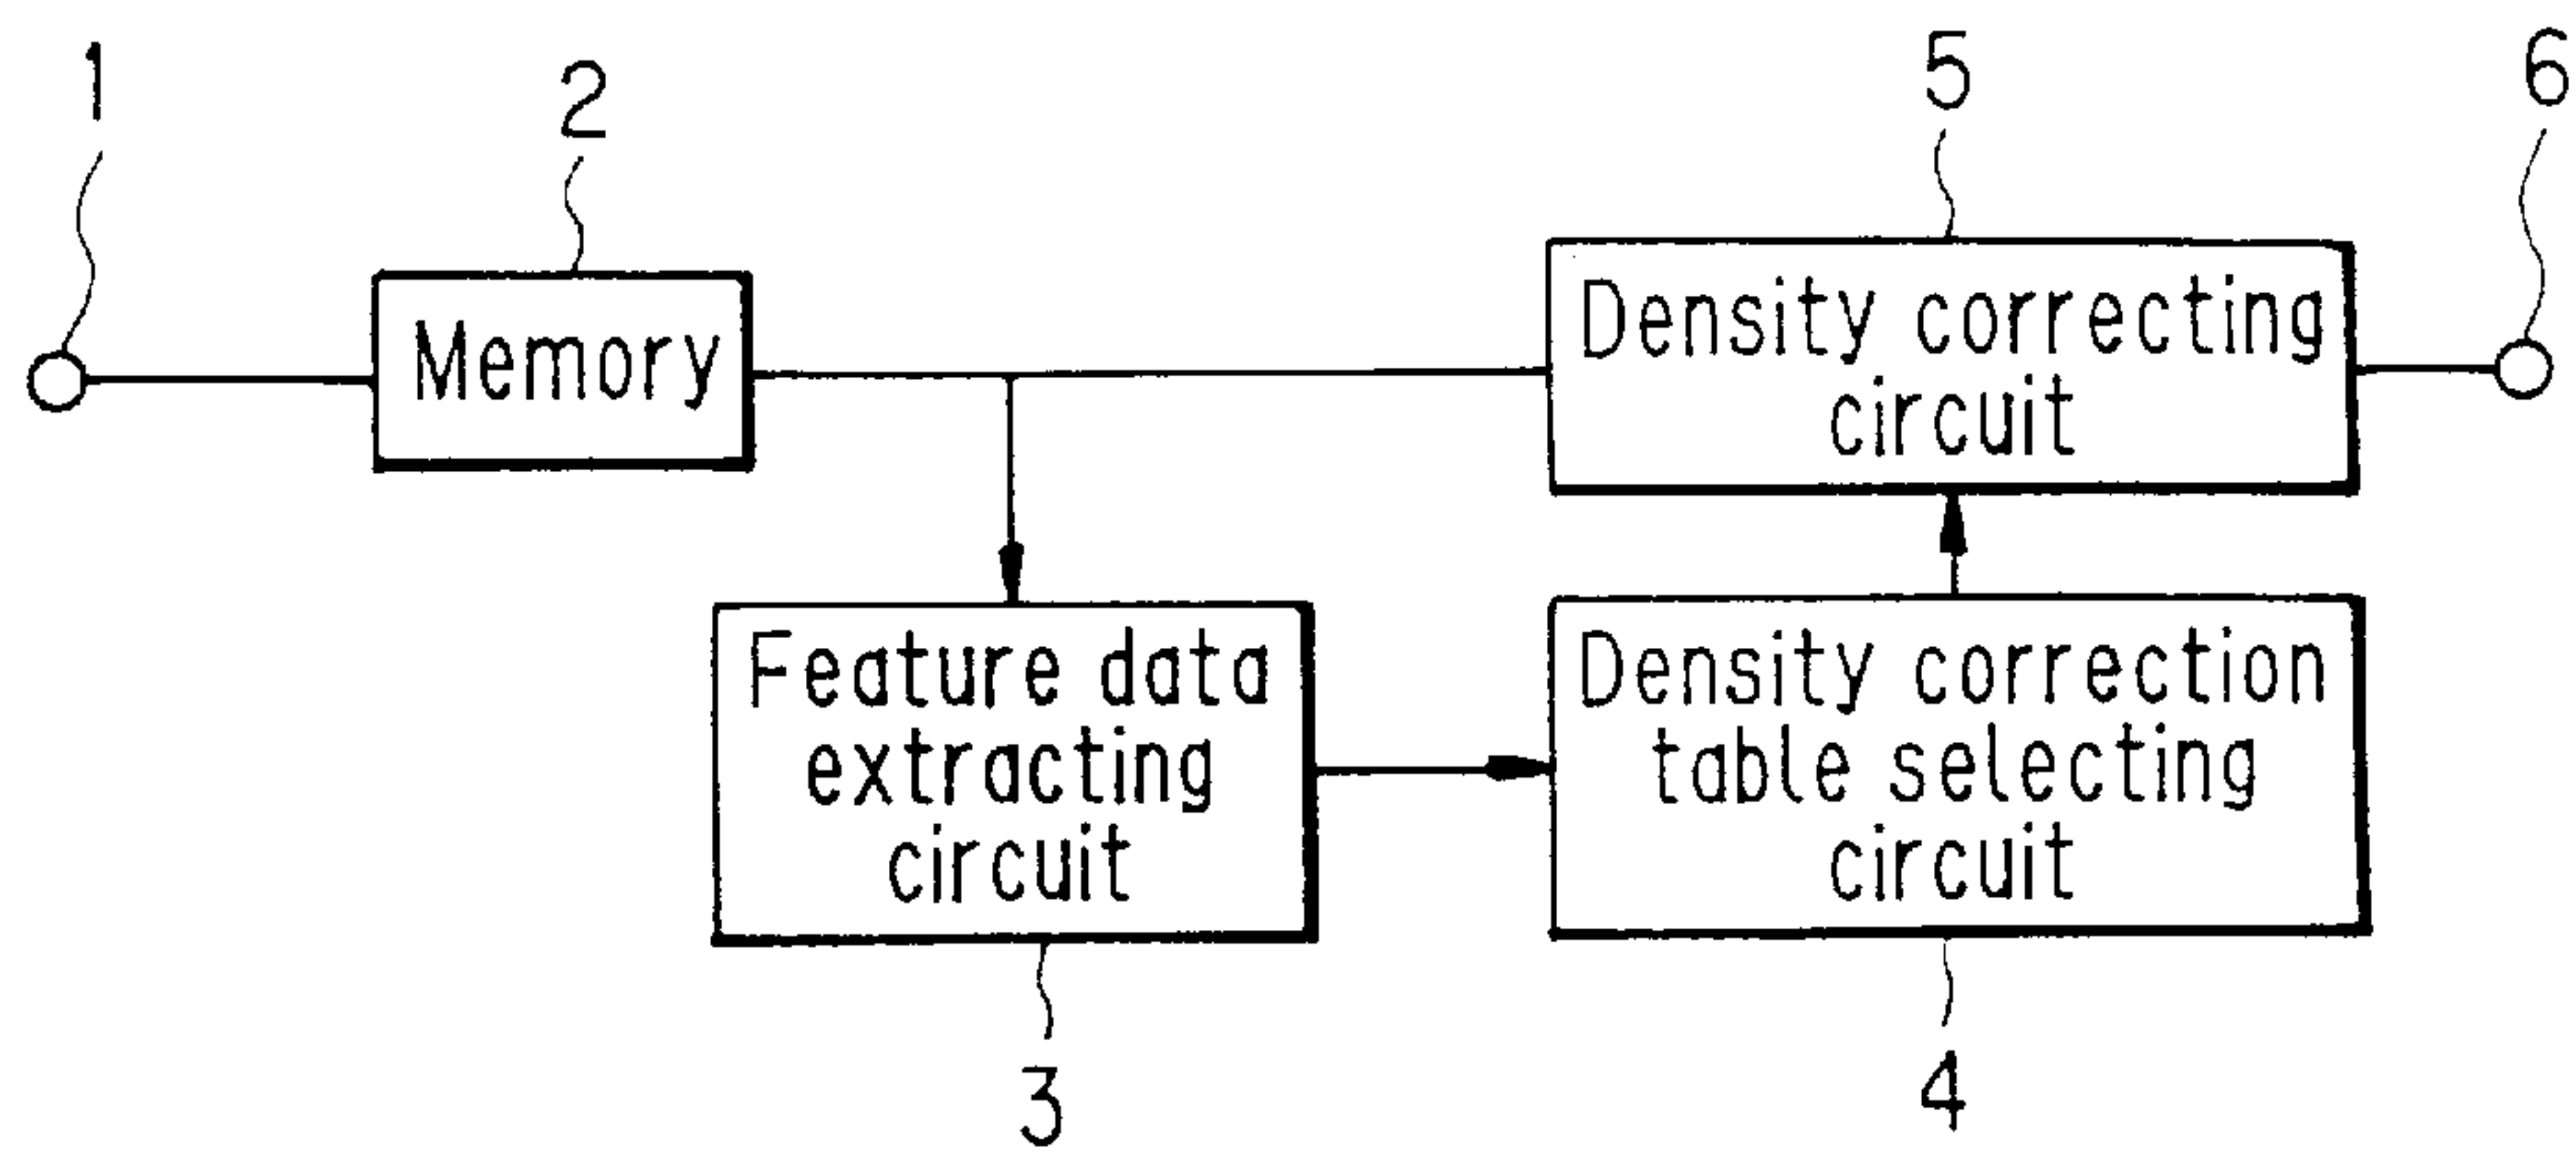 1
2
5
6
Memory
Density correcting
circuit
Feature data
extracting
circuit
Density correction
table selecting
circuit
3
4